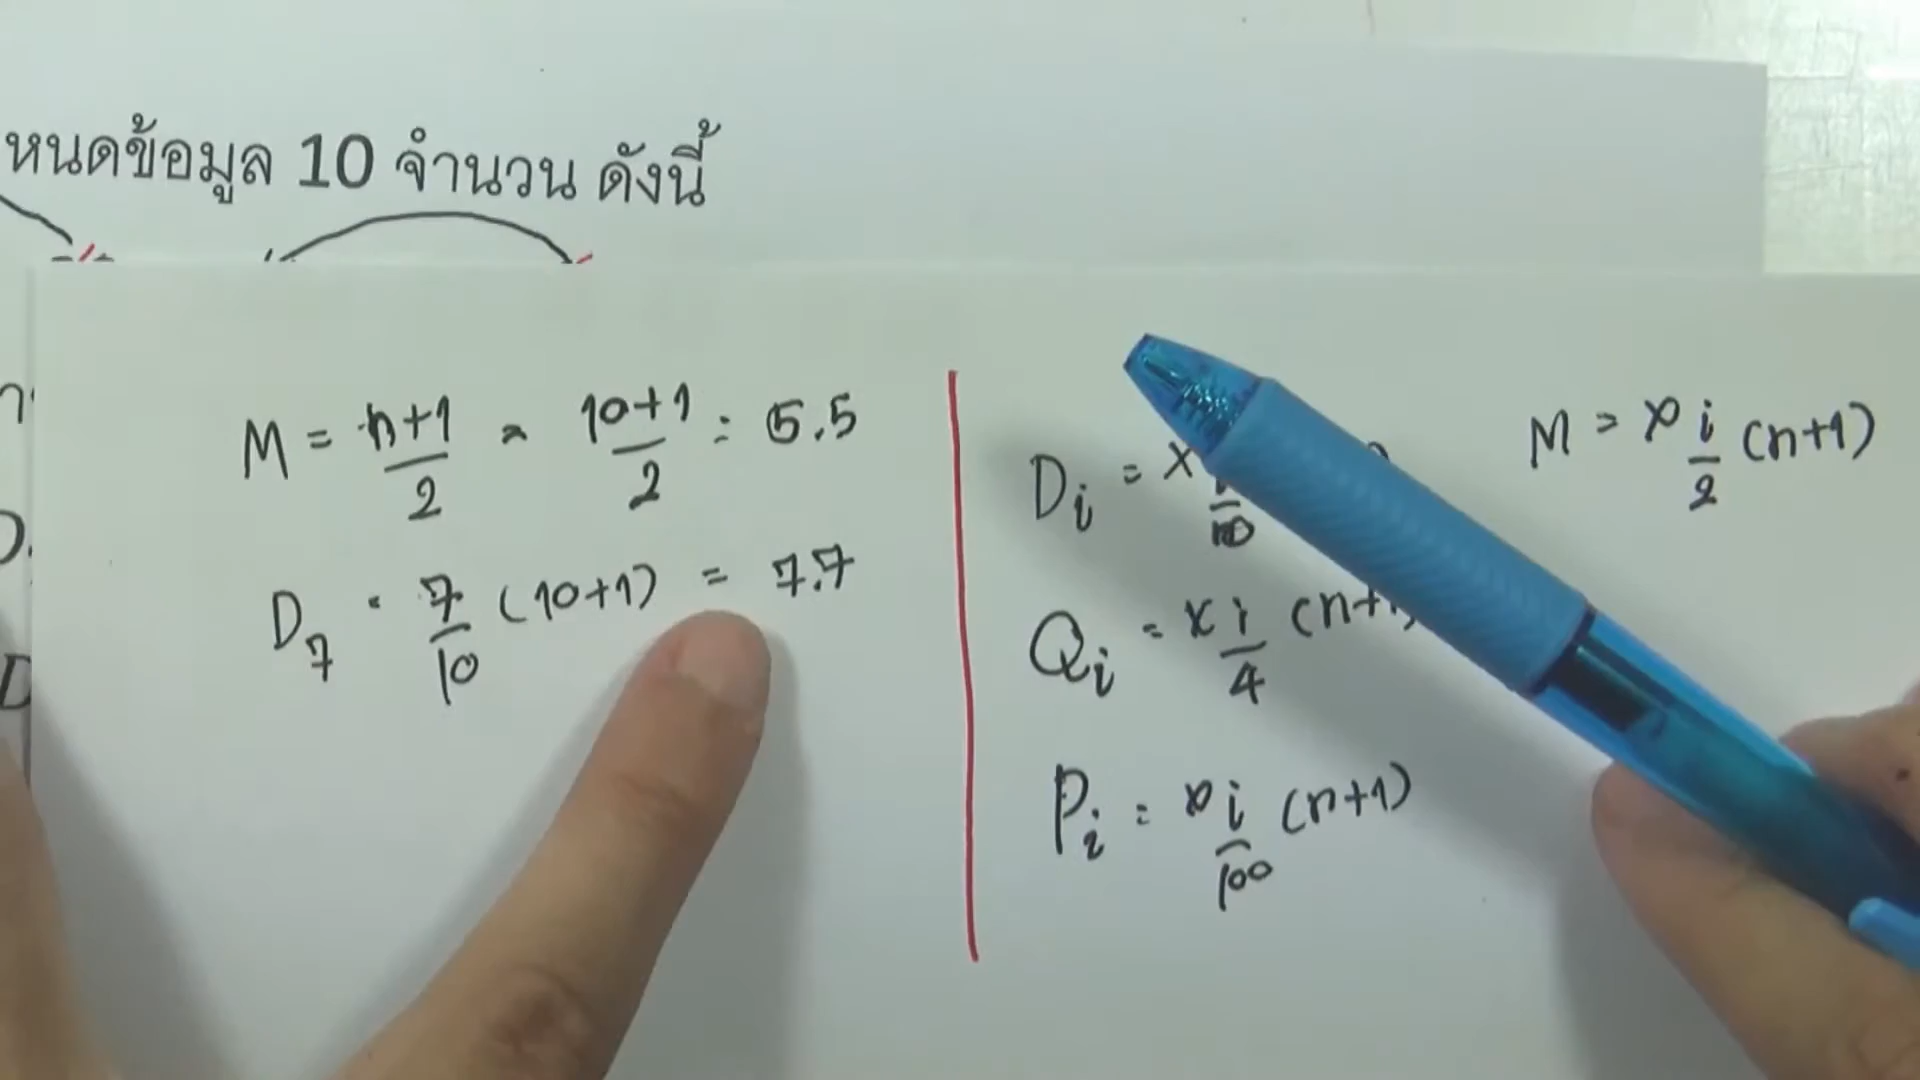 หนดข้อมูล 10 จำนวน ดังนี้
M = n+1/2 = 10+1/2 = 5.5
D7 = 7/10 (10+1) = 7.7
Di = x i/10
M = x i/2 (n+1)
Qi = x i/4 (n+1)
Pi = x i/100 (n+1)